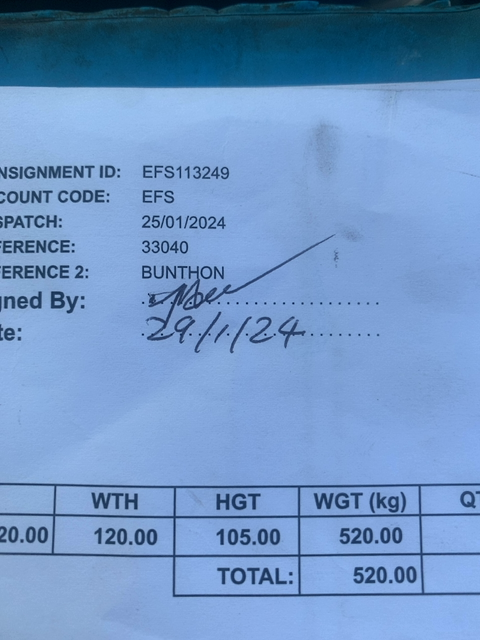 NSIGNMENT ID: EFS113249
COUNT CODE: EFS
SPATCH: 25/01/2024
FERENCE: 33040
FERENCE 2: BUNTHON
gned By:
te: 29/1/24
WTH HGT WGT (kg) QT
20.00 120.00 105.00 520.00
TOTAL: 520.00